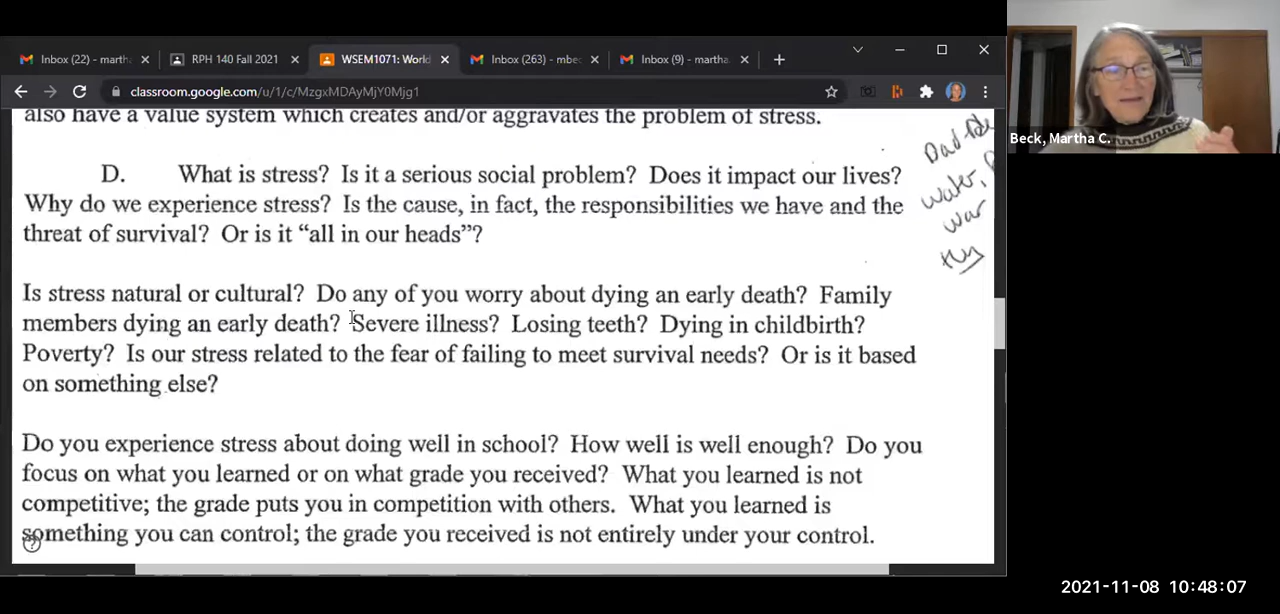 Inbox (22) - marth
RPH 140 Fall 2021
WSEM1071: World
Inbox (263) - mbec
Inbox (9) - martha.
classroom.google.com/u/1/c/MzgxMDAyMjY0Mjg1
Beck, Martha C.
also have a value system which creates and/or aggravates the problem of stress.
D. What is stress? Is it a serious social problem? Does it impact our lives?
Why do we experience stress? Is the cause, in fact, the responsibilities we have and the
threat of survival? Or is it “all in our heads”?
water,
war
Is stress natural or cultural? Do any of you worry about dying an early death? Family
members dying an early death? Severe illness? Losing teeth? Dying in childbirth?
Poverty? Is our stress related to the fear of failing to meet survival needs? Or is it based
on something else?
Do you experience stress about doing well in school? How well is well enough? Do you
focus on what you learned or on what grade you received? What you learned is not
competitive; the grade puts you in competition with others. What you learned is
something you can control; the grade you received is not entirely under your control.
2021-11-08 10:48:07